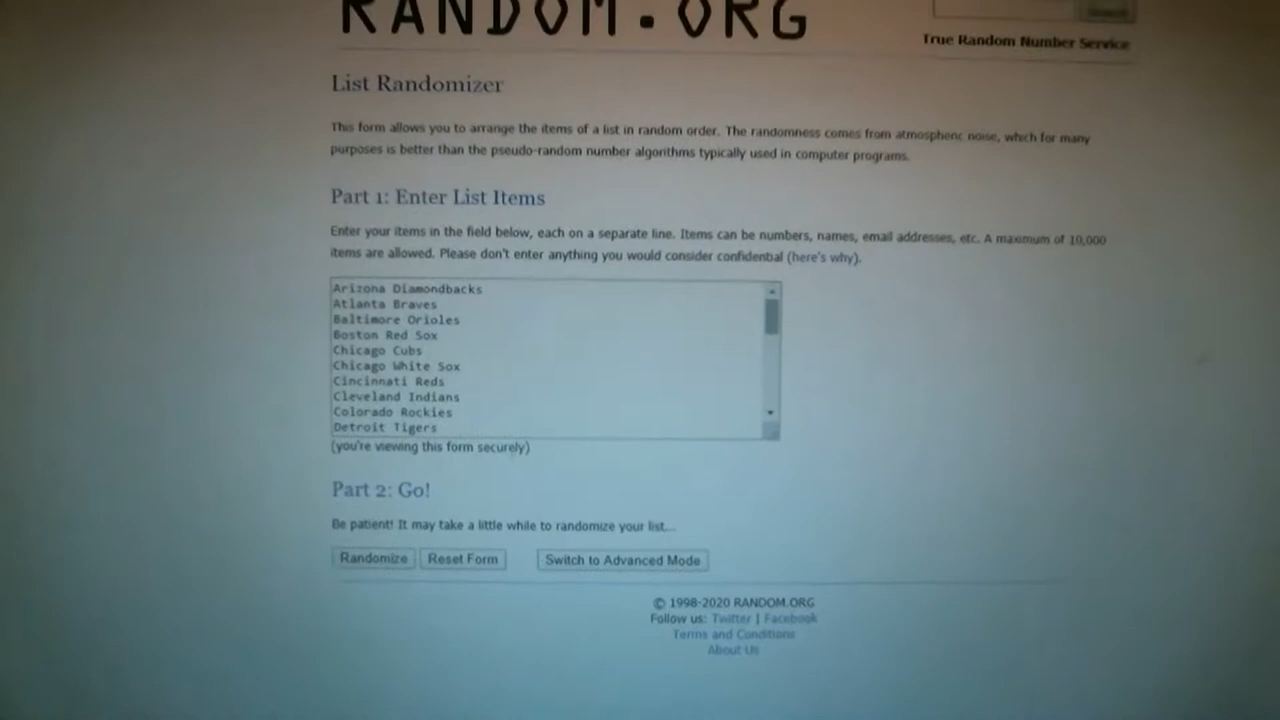 RANDOM.ORG
Search
True Random Number Service
List Randomizer
This form allows you to arrange the items of a list in random order. The randomness comes from atmospheric noise, which for many
purposes is better than the pseudo-random number algorithms typically used in computer programs.
Part 1: Enter List Items
Enter your items in the field below, each on a separate line. Items can be numbers, names, email addresses, etc. A maximum of 10,000
items are allowed. Please don't enter anything you would consider confidential (here's why).
Arizona Diamondbacks
Atlanta Braves
Baltimore Orioles
Boston Red Sox
Chicago Cubs
Chicago White Sox
Cincinnati Reds
Cleveland Indians
Colorado Rockies
Detroit Tigers
(you're viewing this form securely)
Part 2: Go!
Be patient! It may take a little while to randomize your list...
Randomize Reset Form Switch to Advanced Mode
© 1998-2020 RANDOM.ORG
Follow us: Twitter | Facebook
Terms and Conditions
About Us